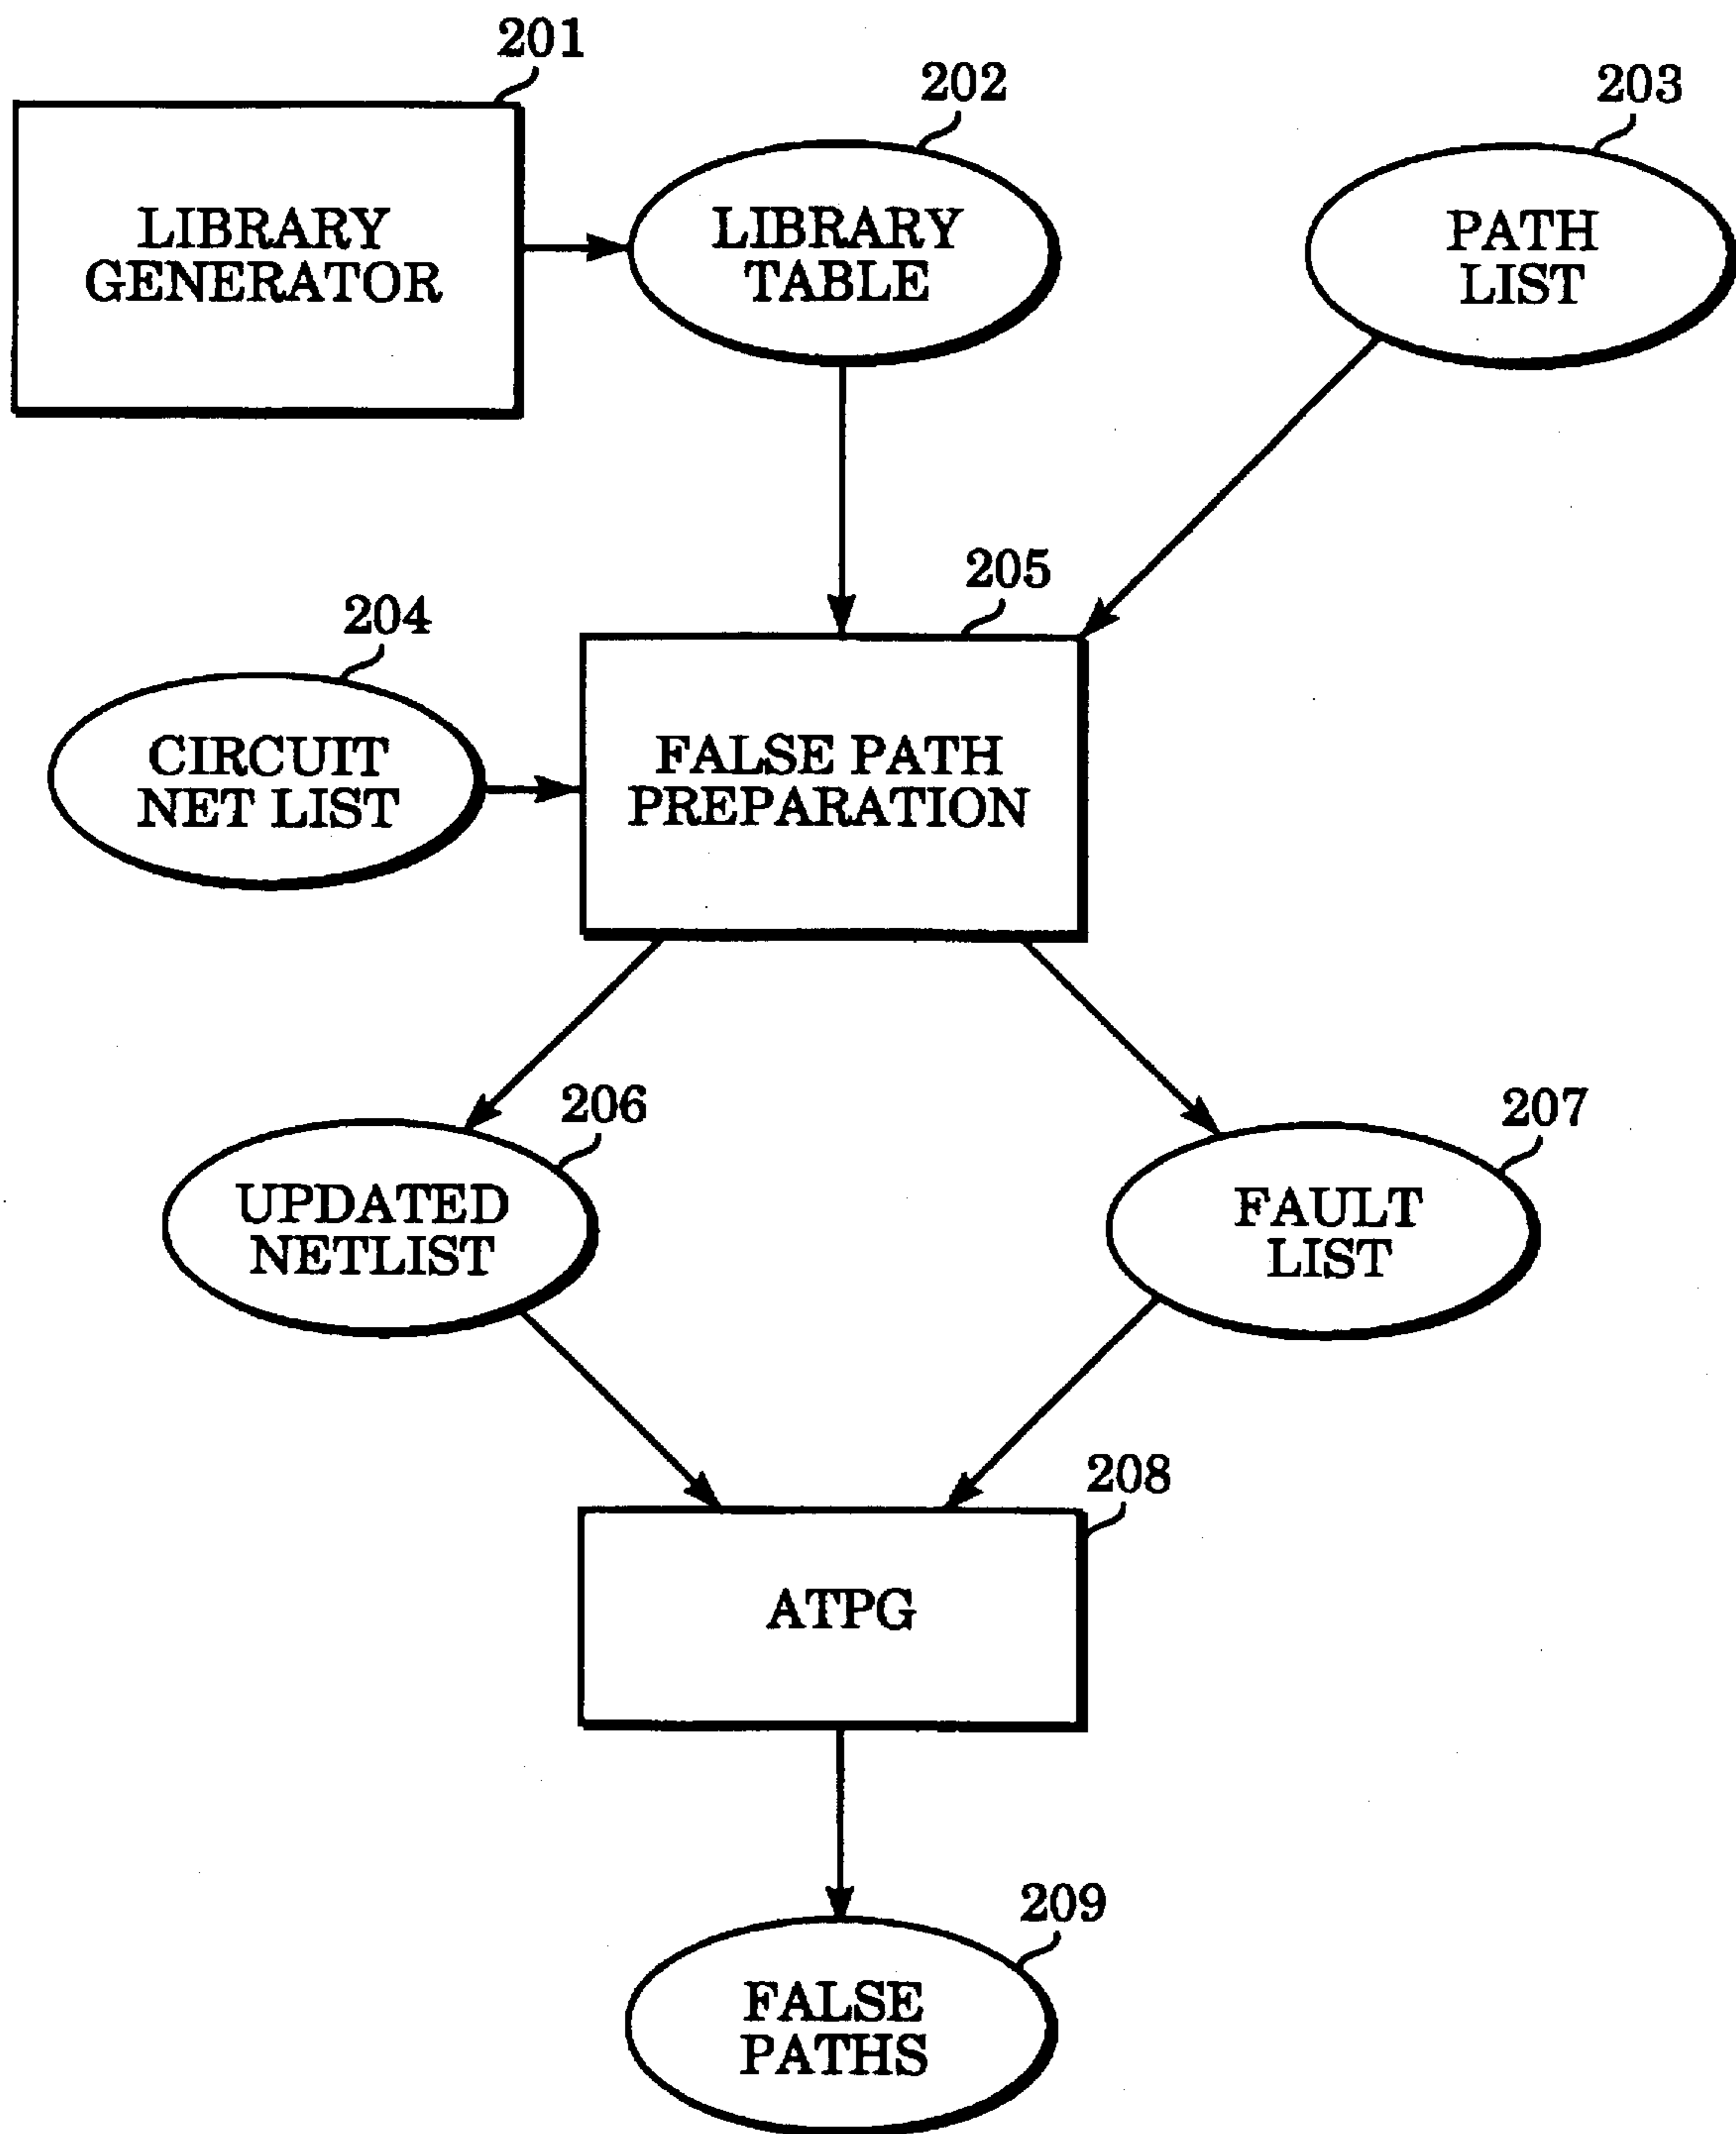 201
202
203
LIBRARY
GENERATOR
LIBRARY
TABLE
PATH
LIST
204
205
CIRCUIT
NET LIST
FALSE PATH
PREPARATION
206
207
UPDATED
NETLIST
FAULT
LIST
208
ATPG
209
FALSE
PATHS